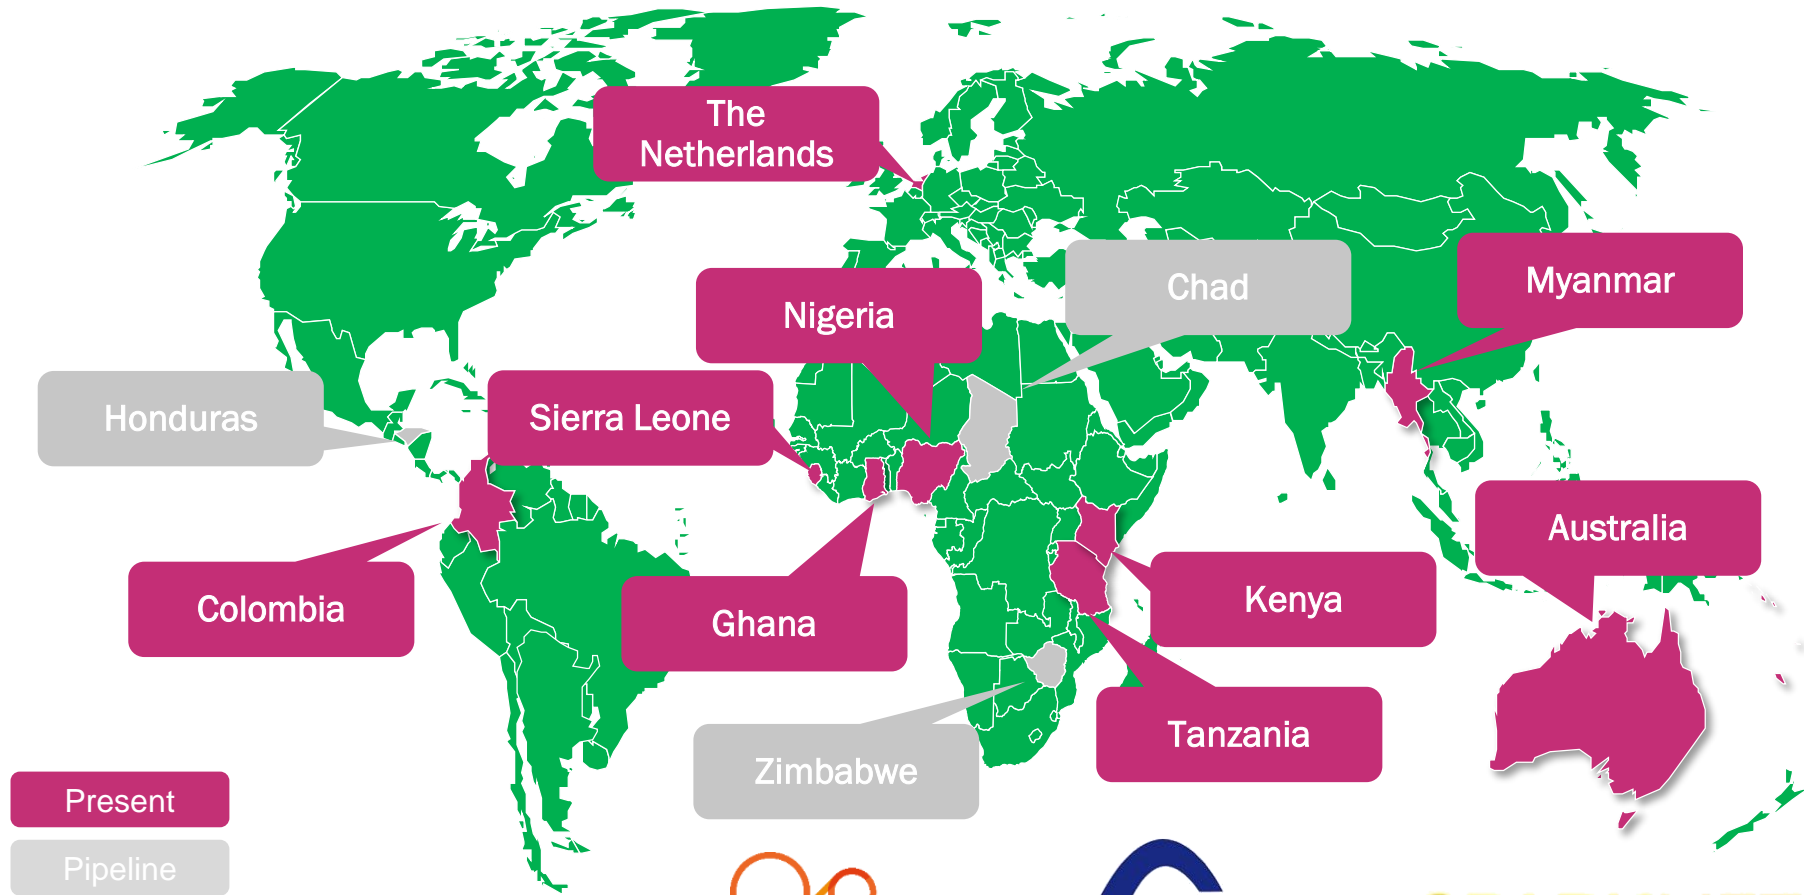 The
Netherlands
Myanmar
Chad
Nigeria
Honduras
Sierra Leone
Australia
Colombia
Ghana
Kenya
Tanzania
Zimbabwe
Present
Pipeline